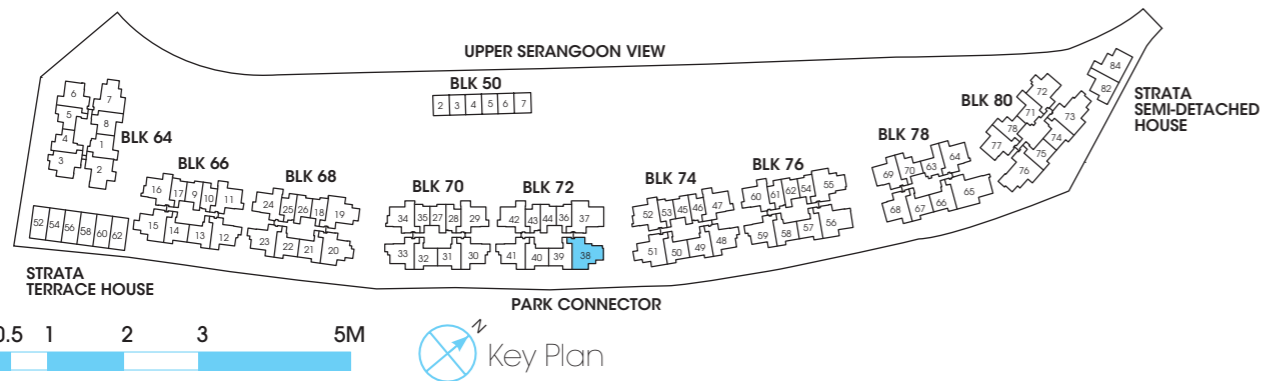 UPPER SERANGOON VIEW
BLK 50
2 3 4 5 6 7
BLK 64
6 7
5 8
4 1
3 2
BLK 66
16 17 9 10 11
15 14 13 12
BLK 68
24 25 26 18 19
23 22 21 20
BLK 70
34 35 27 28 29
33 32 31 30
BLK 72
42 43 44 36 37
41 40 39 38
BLK 74
52 53 45 46 47
51 50 49 48
BLK 76
60 61 62 54 55
59 58 57 56
BLK 78
69 70 63 64
68 67 66 65
BLK 80
72
71 73
78 74
77 75
76
84
82
STRATA
SEMI-DETACHED
HOUSE
52 54 56 58 60 62
STRATA
TERRACE HOUSE
PARK CONNECTOR
0.5 1 2 3 5M
N
Key Plan